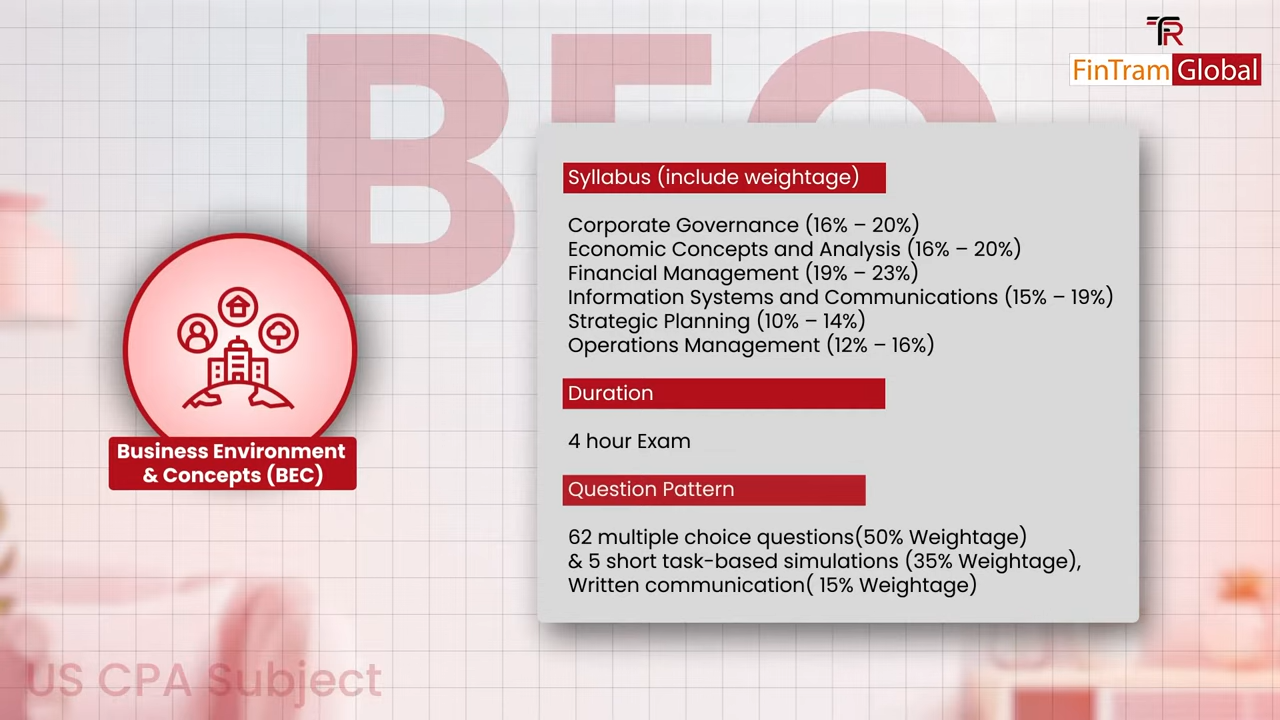 BEC
FinTram Global
Syllabus (include weightage)
Corporate Governance (16% – 20%)
Economic Concepts and Analysis (16% – 20%)
Financial Management (19% – 23%)
Information Systems and Communications (15% – 19%)
Strategic Planning (10% – 14%)
Operations Management (12% – 16%)
Duration
4 hour Exam
Question Pattern
62 multiple choice questions(50% Weightage)
& 5 short task-based simulations (35% Weightage),
Written communication( 15% Weightage)
Business Environment
& Concepts (BEC)
US CPA Subject